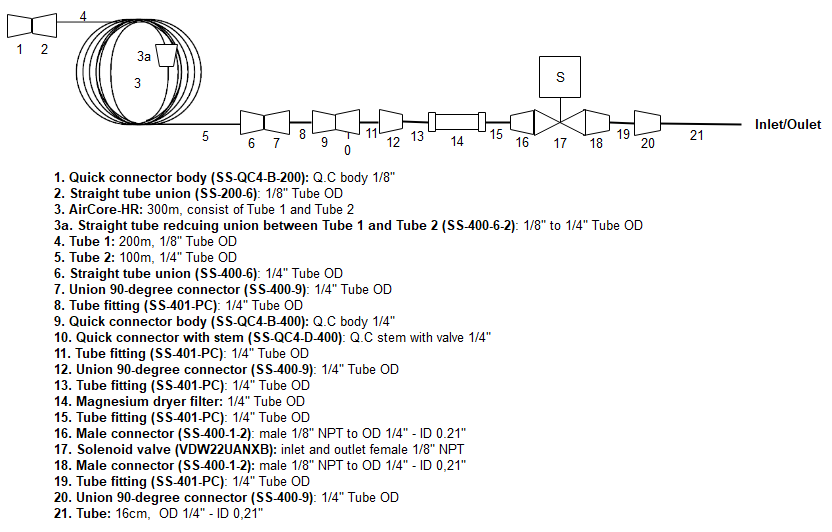 4
1
2
3a
3
5
6
7
8
9
0
11
12
13
14
15
16
S
17
18
19
20
21
Inlet/Oulet
1. Quick connector body (SS-QC4-B-200): Q.C body 1/8"
2. Straight tube union (SS-200-6): 1/8" Tube OD
3. AirCore-HR: 300m, consist of Tube 1 and Tube 2
3a. Straight tube redcuing union between Tube 1 and Tube 2 (SS-400-6-2): 1/8" to 1/4" Tube OD
4. Tube 1: 200m, 1/8" Tube OD
5. Tube 2: 100m, 1/4" Tube OD
6. Straight tube union (SS-400-6): 1/4" Tube OD
7. Union 90-degree connector (SS-400-9): 1/4" Tube OD
8. Tube fitting (SS-401-PC): 1/4" Tube OD
9. Quick connector body (SS-QC4-B-400): Q.C body 1/4"
10. Quick connector with stem (SS-QC4-D-400): Q.C stem with valve 1/4"
11. Tube fitting (SS-401-PC): 1/4" Tube OD
12. Union 90-degree connector (SS-400-9): 1/4" Tube OD
13. Tube fitting (SS-401-PC): 1/4" Tube OD
14. Magnesium dryer filter: 1/4" Tube OD
15. Tube fitting (SS-401-PC): 1/4" Tube OD
16. Male connector (SS-400-1-2): male 1/8" NPT to OD 1/4" - ID 0.21"
17. Solenoid valve (VDW22UANXB): inlet and outlet female 1/8" NPT
18. Male connector (SS-400-1-2): male 1/8" NPT to OD 1/4" - ID 0,21"
19. Tube fitting (SS-401-PC): 1/4" Tube OD
20. Union 90-degree connector (SS-400-9): 1/4" Tube OD
21. Tube: 16cm, OD 1/4" - ID 0,21"